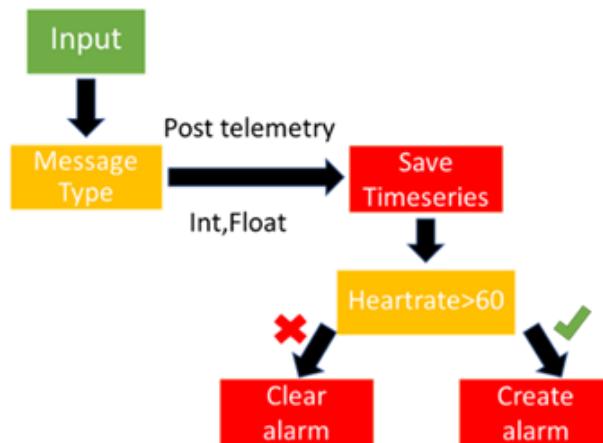 Input
Post telemetry
Message
Type
Save
Timeseries
Int,Float
Heartrate>60
Clear
alarm
Create
alarm